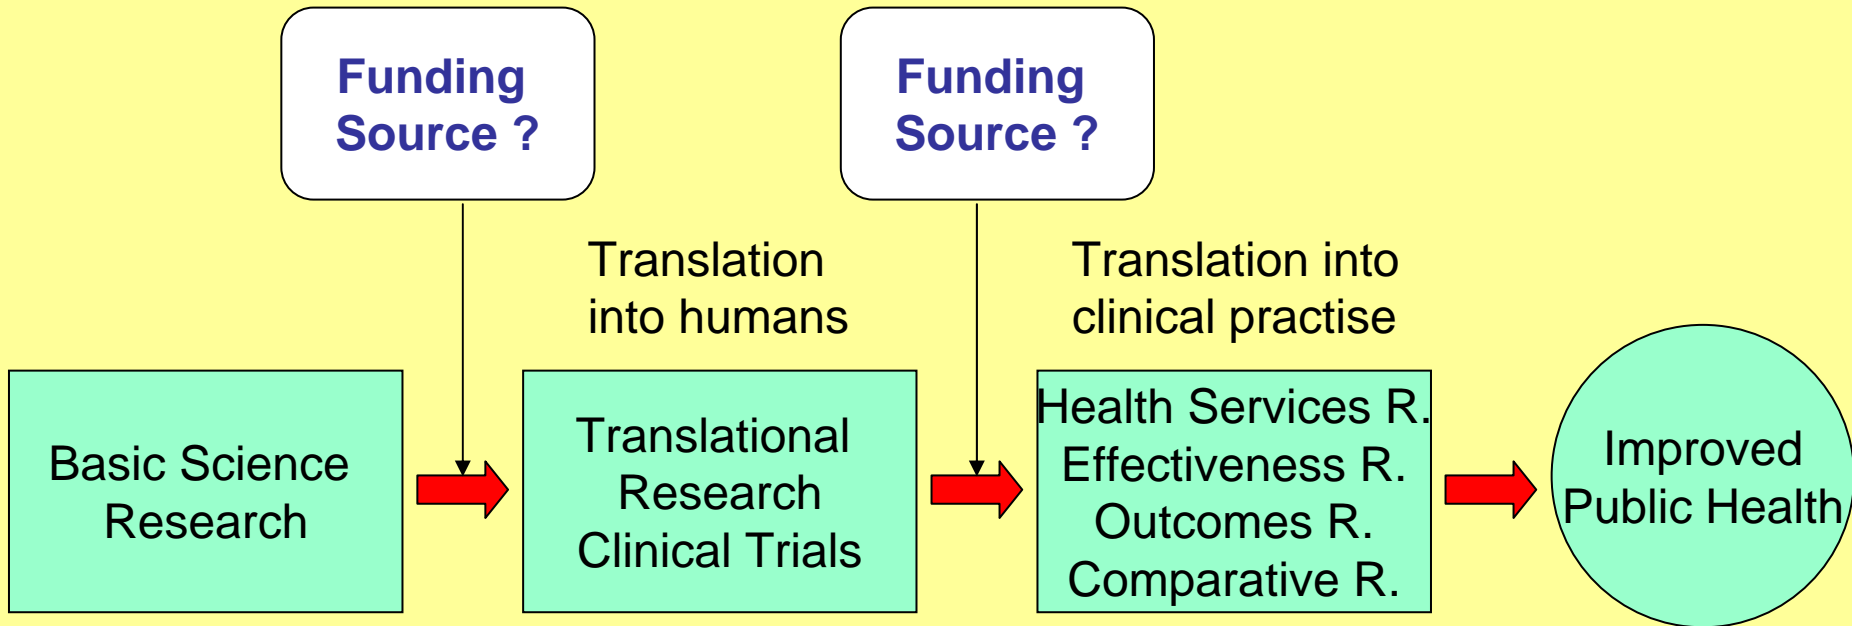 Funding
Source ?
Funding
Source ?
Translation
into humans
Translation into
clinical practise
Basic Science
Research
Translational
Research
Clinical Trials
Health Services R.
Effectiveness R.
Outcomes R.
Comparative R.
Improved
Public Health